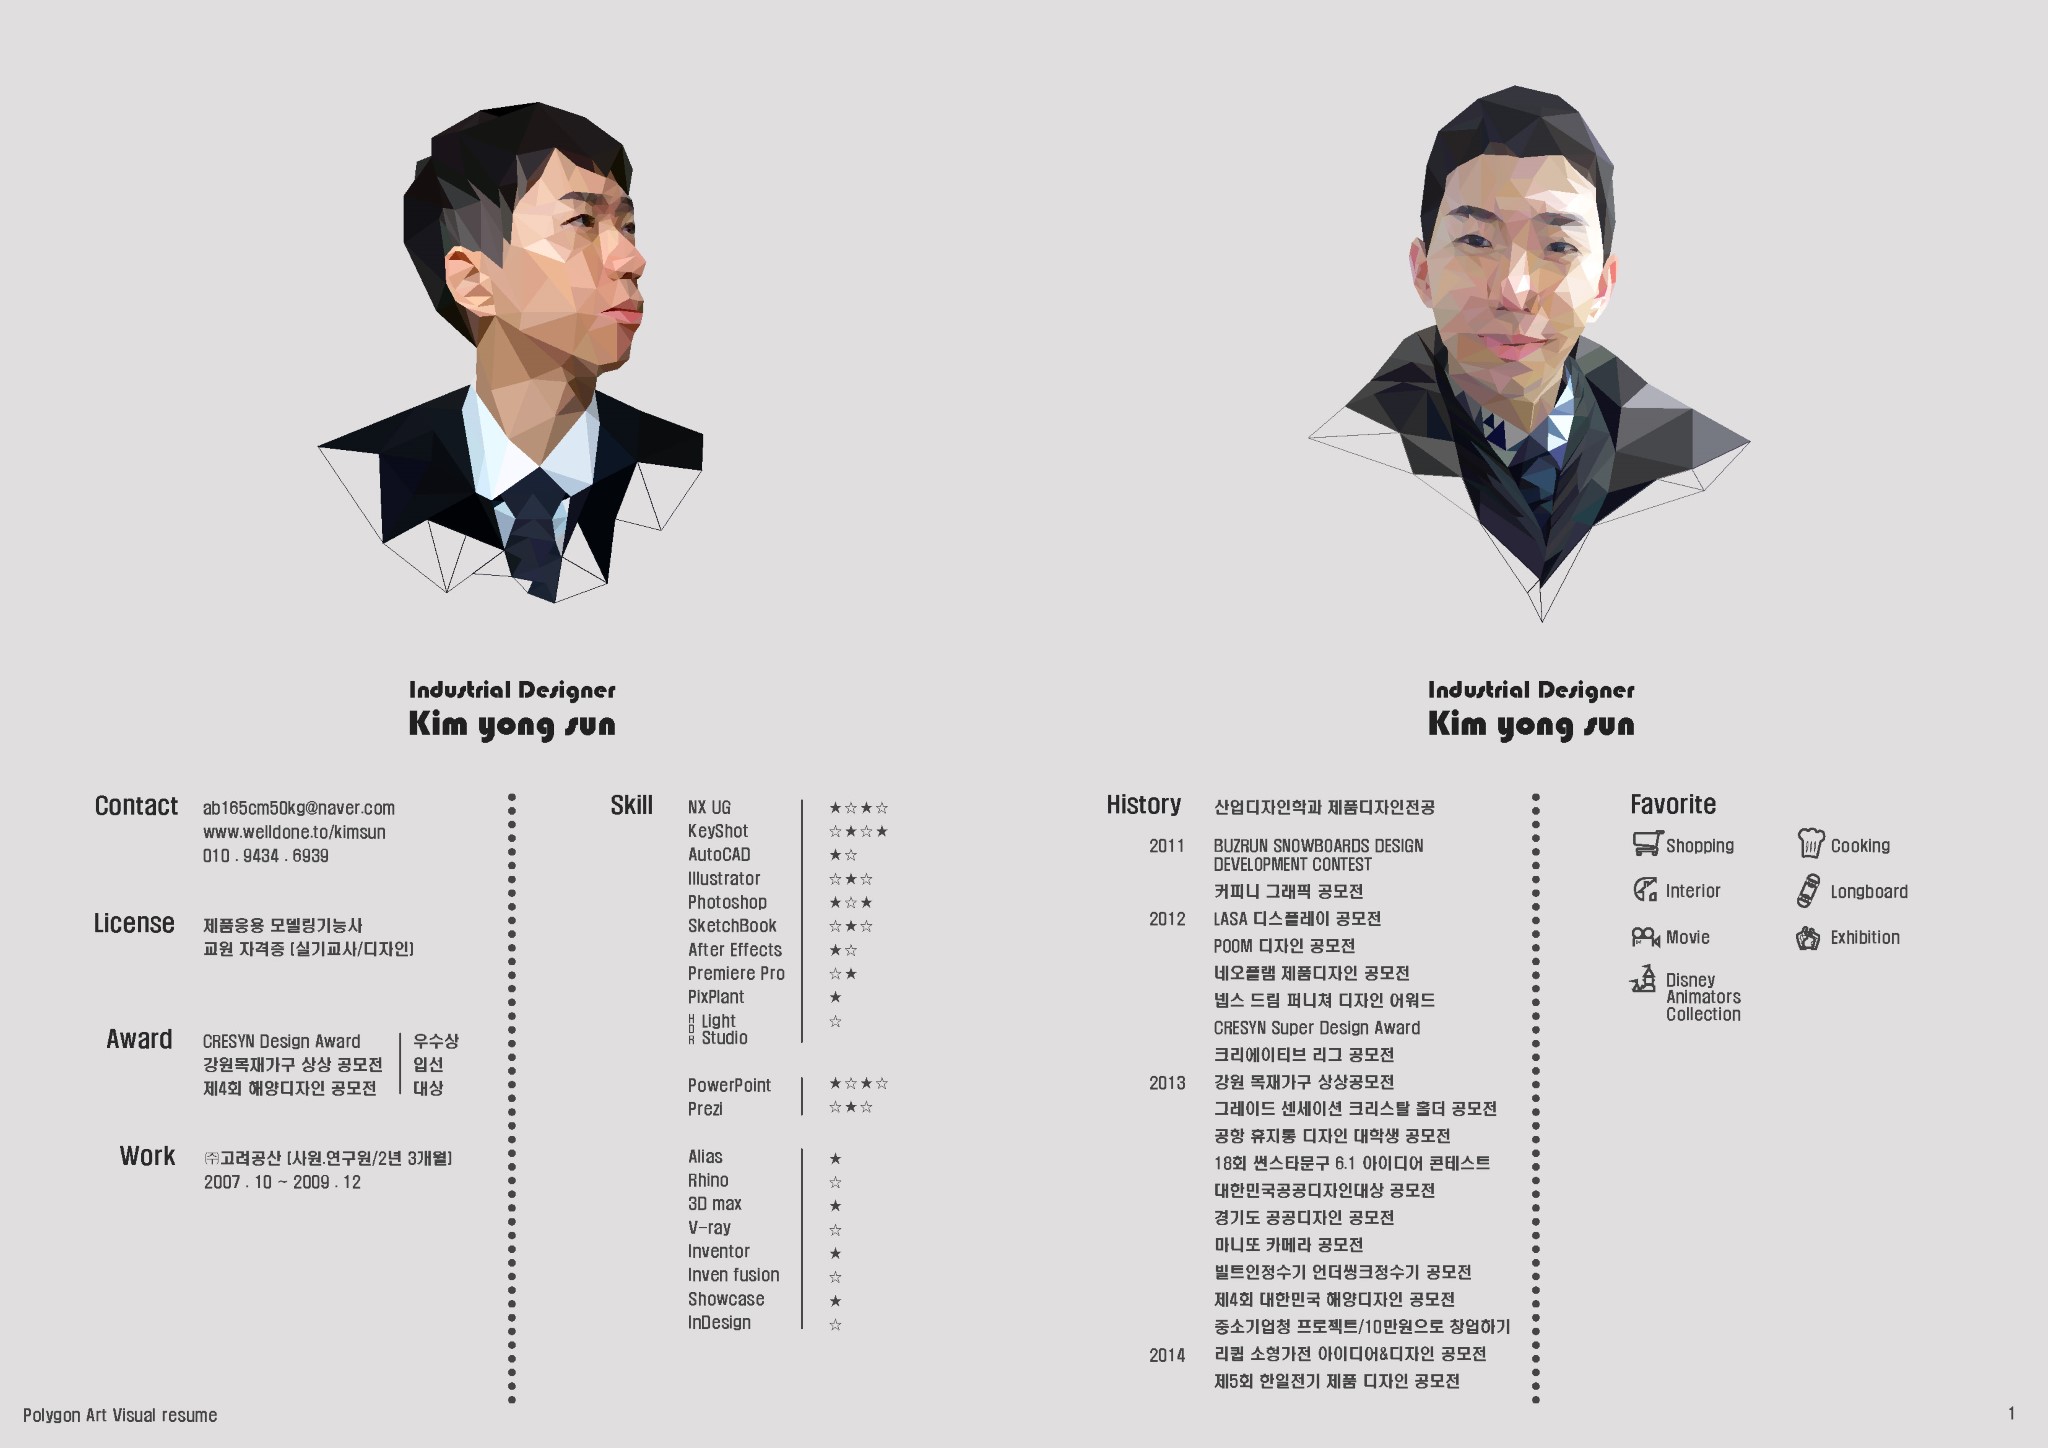 Industrial Designer
Kim yong sun
Contact
ab165cm50kg@naver.com
www.welldone.to/kimsun
010 . 9434 . 6939
License
제품응용 모델링기능사
교원 자격증 [실기교사/디자인]
Award
CRESYN Design Award 우수상
강원목재가구 상상 공모전 입선
제4회 해양디자인 공모전 대상
Work
㈜고려공산 [사원.연구원/2년 3개월]
2007 . 10 ~ 2009 . 12
Skill
NX UG ★☆★☆
KeyShot ☆★☆★
AutoCAD ★☆
Illustrator ☆★☆
Photoshop ★☆★
SketchBook ☆★☆
After Effects ★☆
Premiere Pro ☆★
PixPlant ★
HDR Light Studio ☆
PowerPoint ★☆★☆
Prezi ☆★☆
Alias ★
Rhino ☆
3D max ★
V-ray ☆
Inventor ★
Inven fusion ☆
Showcase ★
InDesign ☆
Industrial Designer
Kim yong sun
History 산업디자인학과 제품디자인전공
2011 BUZRUN SNOWBOARDS DESIGN
DEVELOPMENT CONTEST
커피니 그래픽 공모전
2012 LASA 디스플레이 공모전
POOM 디자인 공모전
네오플램 제품디자인 공모전
넵스 드림 퍼니쳐 디자인 어워드
CRESYN Super Design Award
크리에이티브 리그 공모전
2013 강원 목재가구 상상공모전
그레이드 센세이션 크리스탈 홀더 공모전
공항 휴지통 디자인 대학생 공모전
18회 썬스타문구 6.1 아이디어 콘테스트
대한민국공공디자인대상 공모전
경기도 공공디자인 공모전
마니또 카메라 공모전
빌트인정수기 언더씽크정수기 공모전
제4회 대한민국 해양디자인 공모전
중소기업청 프로젝트/10만원으로 창업하기
2014 리큅 소형가전 아이디어&디자인 공모전
제5회 한일전기 제품 디자인 공모전
Favorite
Shopping
Cooking
Interior
Longboard
Movie
Exhibition
Disney
Animators
Collection
Polygon Art Visual resume
1